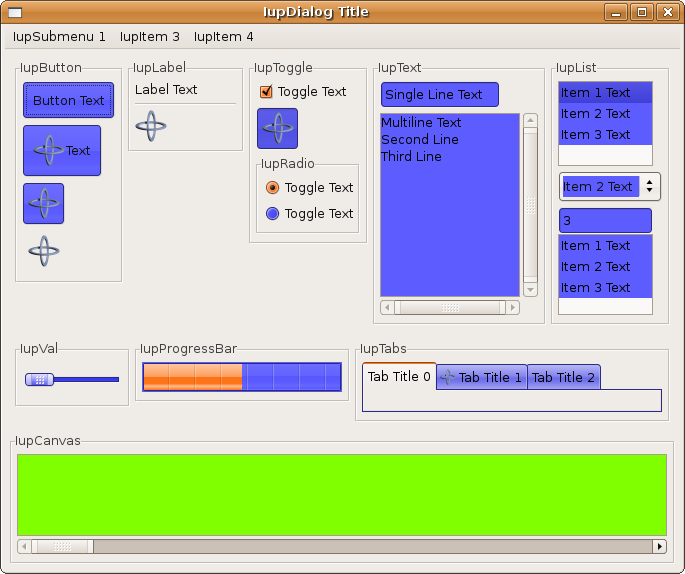 IupDialog Title
IupSubmenu 1 IupItem 3 IupItem 4
IupButton
Button Text
Text
IupLabel
Label Text
IupToggle
Toggle Text
IupRadio
Toggle Text
Toggle Text
IupText
Single Line Text
Multiline Text
Second Line
Third Line
IupList
Item 1 Text
Item 2 Text
Item 3 Text
Item 2 Text
3
Item 1 Text
Item 2 Text
Item 3 Text
IupVal
IupProgressBar
IupTabs
Tab Title 0 Tab Title 1 Tab Title 2
IupCanvas